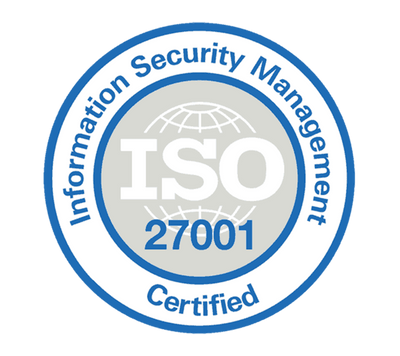 Information Security Management
ISO
27001
Certified